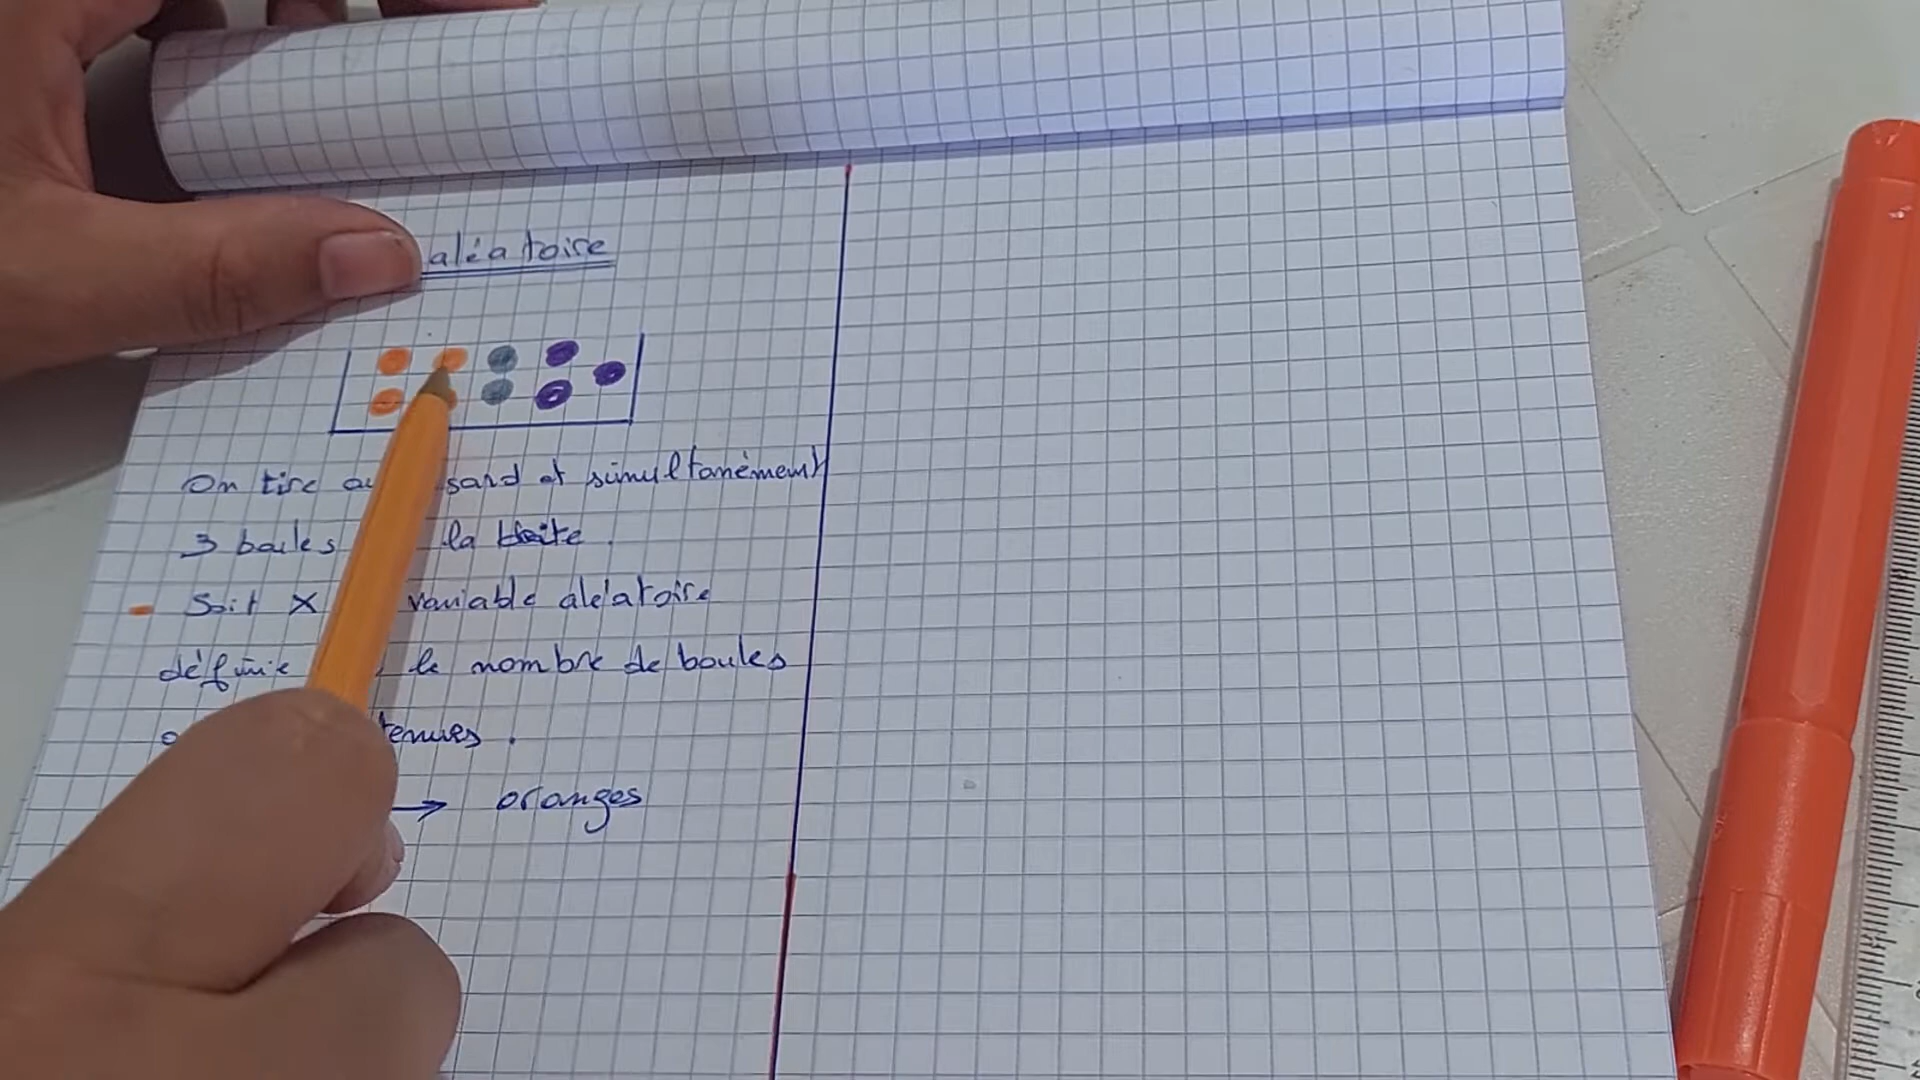 aléatoire
On tire au sard et simultanément
3 boules la boite.
- Soit X variable aléatoire
définie le nombre de boules
tenues.
→ oranges